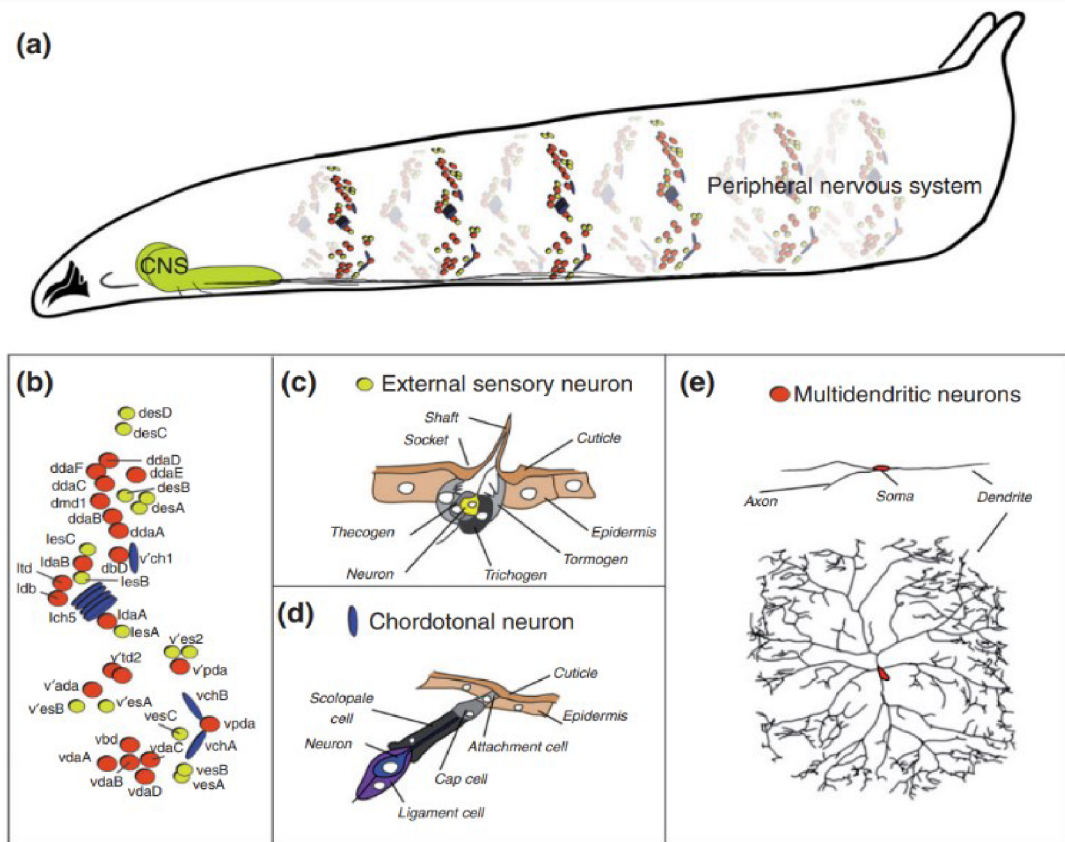 (a)
Peripheral nervous system
CNS
(b)
desD
desC
ddaD
ddaF
ddaE
ddaC
desB
dmd1
desA
ddaB
ddaA
lesC
v'ch1
ldaB
dbD
ltd
lesB
ldb
lch5
ldaA
lesA
v'es2
v'td2
v'pda
v'ada
vchB
v'esB
v'esA
vesC
vpda
vbd
vdaC
vchA
vdaA
vdaB
vesB
vdaD
vesA
(c)
External sensory neuron
Shaft
Socket
Cuticle
Thecogen
Epidermis
Neuron
Tormogen
Trichogen
(d)
Chordotonal neuron
Cuticle
Scolopale
cell
Epidermis
Neuron
Attachment cell
Cap cell
Ligament cell
(e)
Multidendritic neurons
Axon
Soma
Dendrite